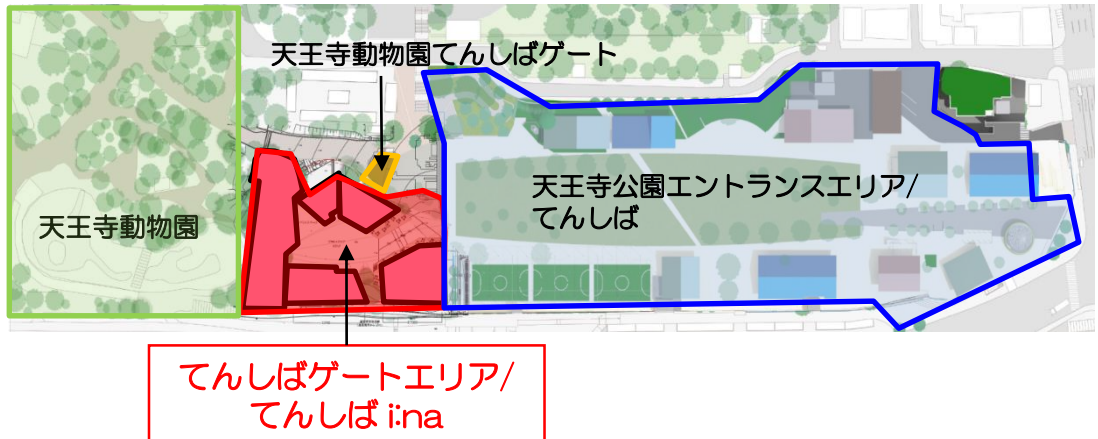 天王寺動物園てんしばゲート
天王寺動物園
天王寺公園エントランスエリア/
てんしば
てんしばゲートエリア/
てんしば i:na